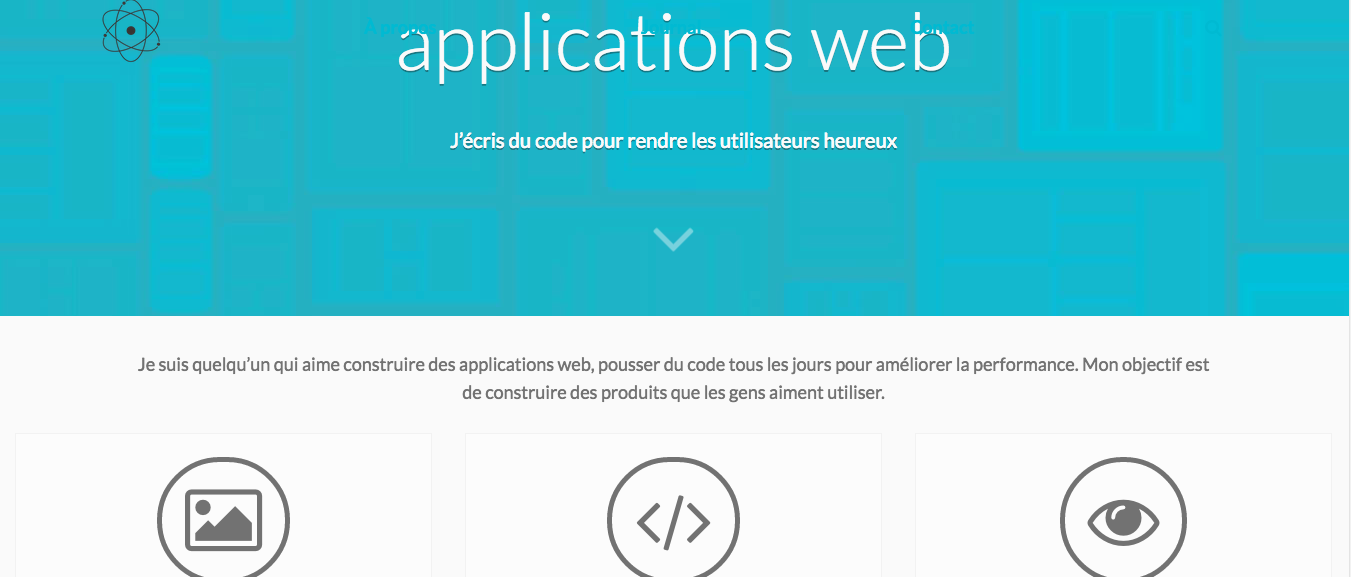 À propos Contact
applications web
J’écris du code pour rendre les utilisateurs heureux
Je suis quelqu’un qui aime construire des applications web, pousser du code tous les jours pour améliorer la performance. Mon objectif est
de construire des produits que les gens aiment utiliser.